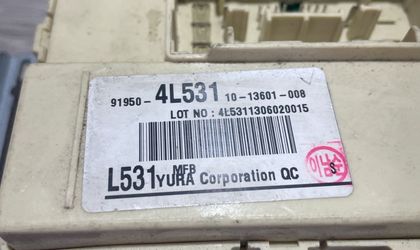 91950- 4L531 10-13601-008
LOT NO : 4L5311306020015
L531 MFB
YURA Corporation QC
S